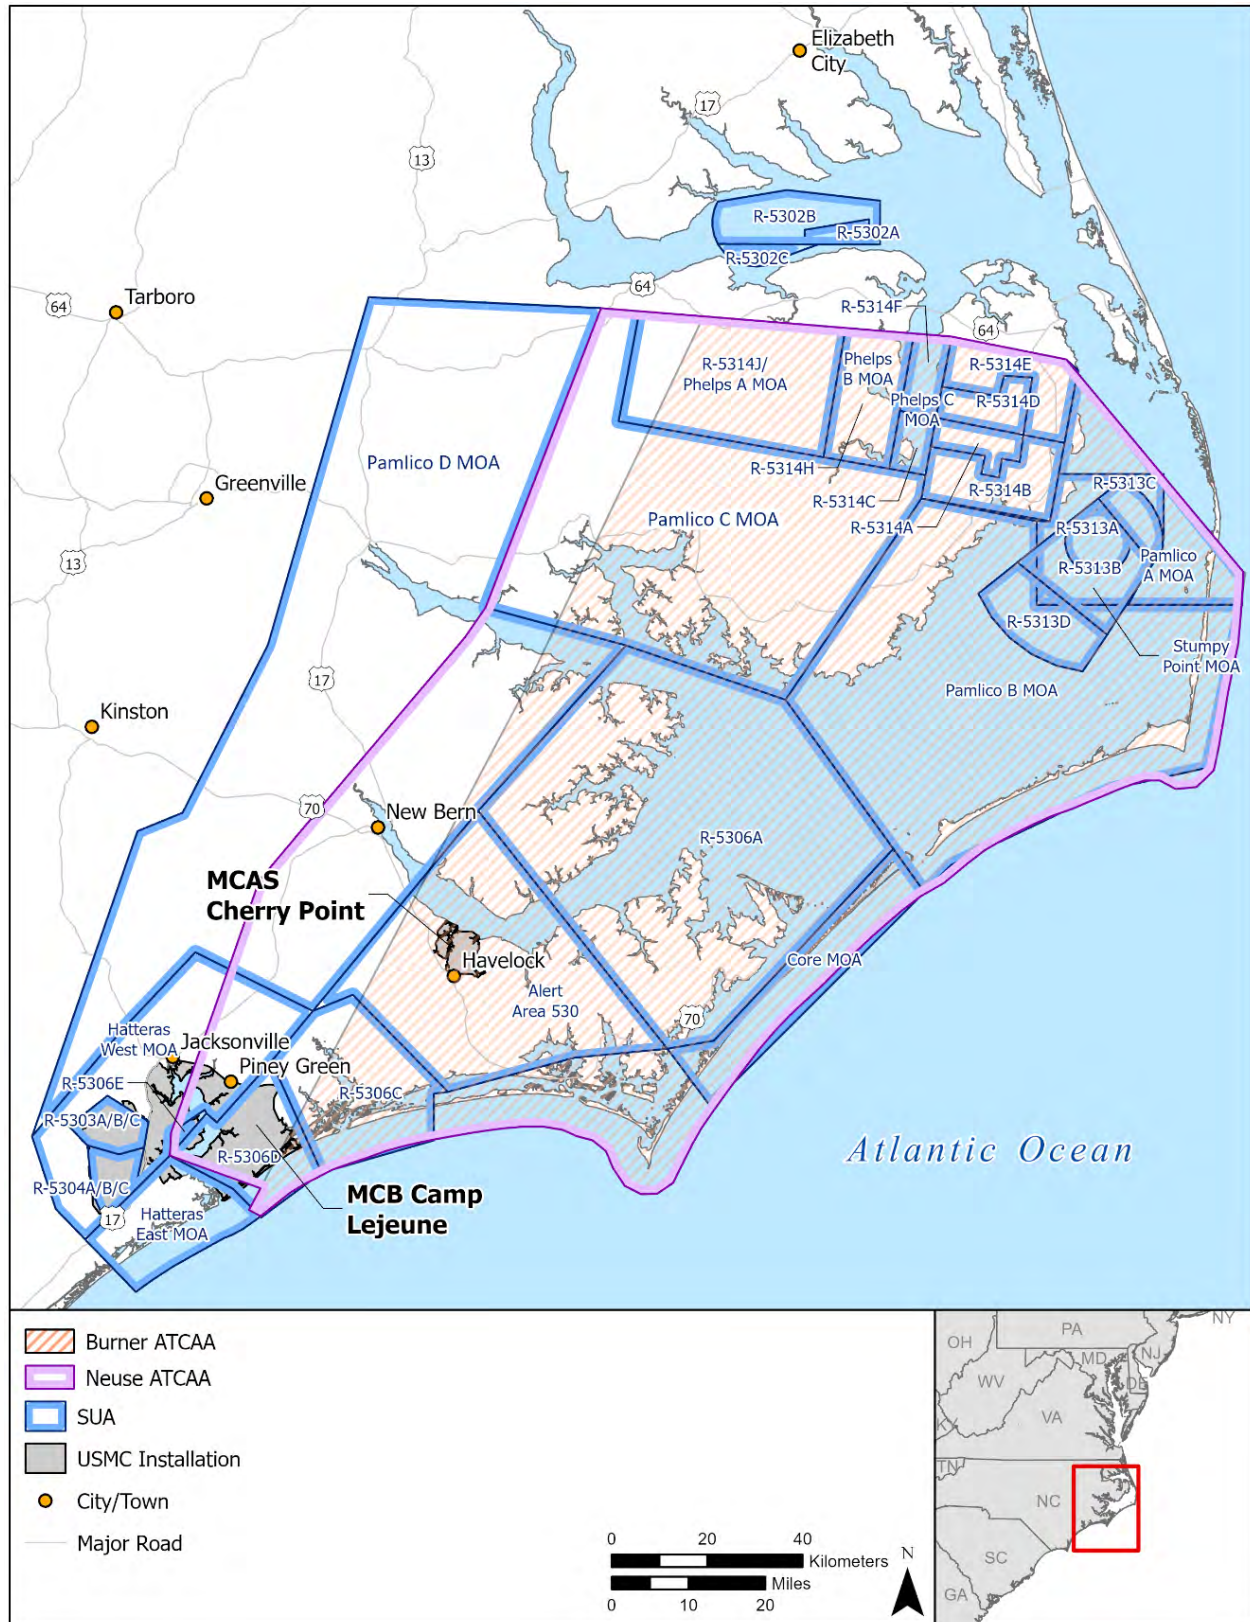 Elizabeth
City
17
13
R-5302B
R-5302A
R-5302C
64
Tarboro
64
R-5314F
64
R-5314J/
Phelps A MOA
Phelps
B MOA
R-5314E
Phelps C
MOA
R-5314D
Pamlico D MOA
R-5314H
R-5314C
R-5314B
R-5313C
Greenville
Pamlico C MOA
R-5314A
R-5313A
13
R-5313B
Pamlico
A MOA
R-5313D
Stumpy
Point MOA
17
Pamlico B MOA
Kinston
70
New Bern
R-5306A
MCAS
Cherry Point
Havelock
Core MOA
Alert
Area 530
70
Hatteras
West MOA
Jacksonville
Piney Green
R-5306E
R-5306C
R-5303A/B/C
R-5306D
Atlantic Ocean
R-5304A/B/C
MCB Camp
Lejeune
17
Hatteras
East MOA
Burner ATCAA
Neuse ATCAA
SUA
USMC Installation
City/Town
Major Road
0 20 40
Kilometers
Miles
0 10 20
N
NY
PA
OH
NJ
MD
DE
WV
VA
KY
TN
NC
SC
GA